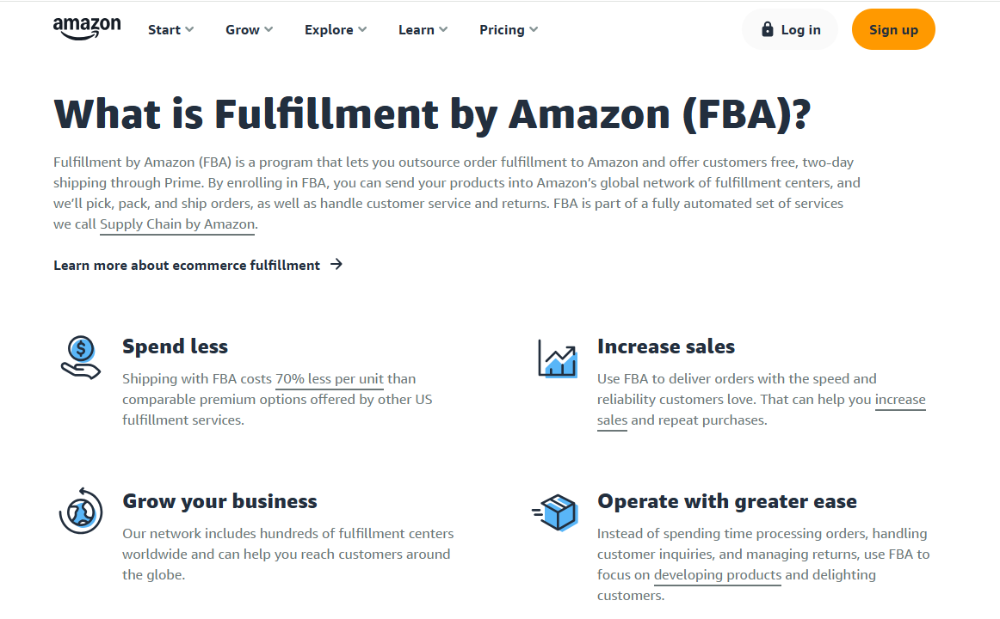 amazon
Start
Grow
Explore
Learn
Pricing
Log in
Sign up
What is Fulfillment by Amazon (FBA)?
Fulfillment by Amazon (FBA) is a program that lets you outsource order fulfillment to Amazon and offer customers free, two-day
shipping through Prime. By enrolling in FBA, you can send your products into Amazon’s global network of fulfillment centers, and
we’ll pick, pack, and ship orders, as well as handle customer service and returns. FBA is part of a fully automated set of services
we call Supply Chain by Amazon.
Learn more about ecommerce fulfillment →
$
Spend less
Shipping with FBA costs 70% less per unit than
comparable premium options offered by other US
fulfillment services.
Increase sales
Use FBA to deliver orders with the speed and
reliability customers love. That can help you increase
sales and repeat purchases.
Grow your business
Our network includes hundreds of fulfillment centers
worldwide and can help you reach customers around
the globe.
Operate with greater ease
Instead of spending time processing orders, handling
customer inquiries, and managing returns, use FBA to
focus on developing products and delighting
customers.